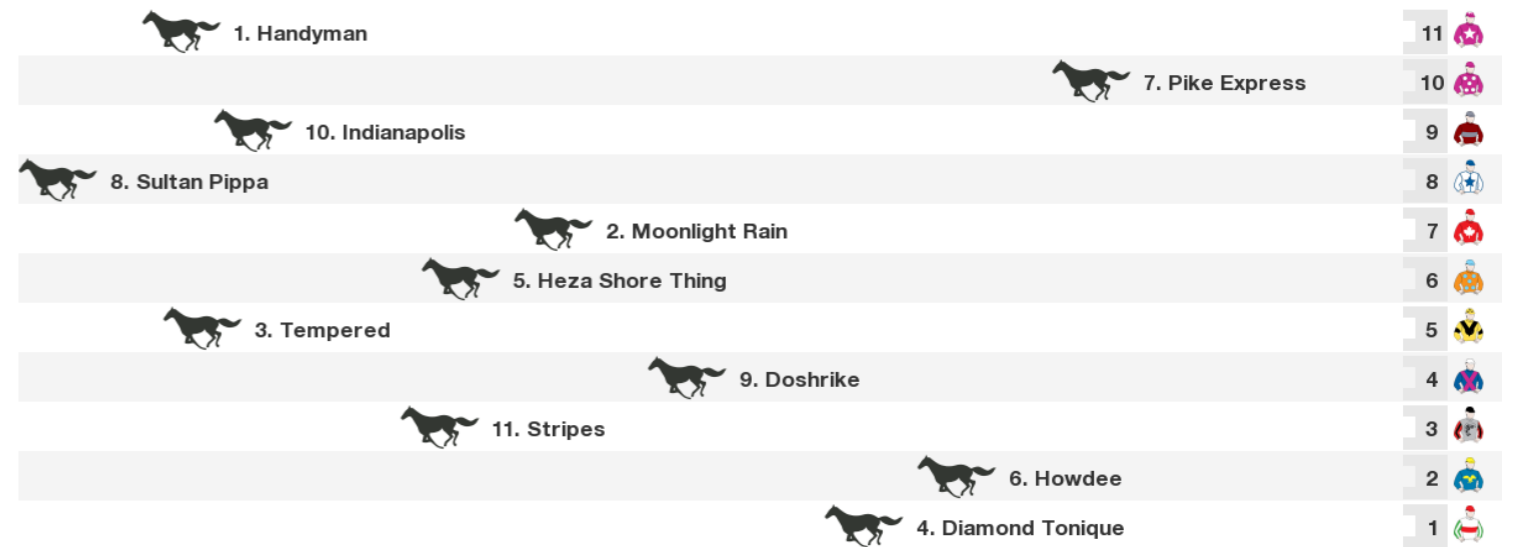 1. Handyman 11
7. Pike Express 10
10. Indianapolis 9
8. Sultan Pippa 8
2. Moonlight Rain 7
5. Heza Shore Thing 6
3. Tempered 5
9. Doshrike 4
11. Stripes 3
6. Howdee 2
4. Diamond Tonique 1